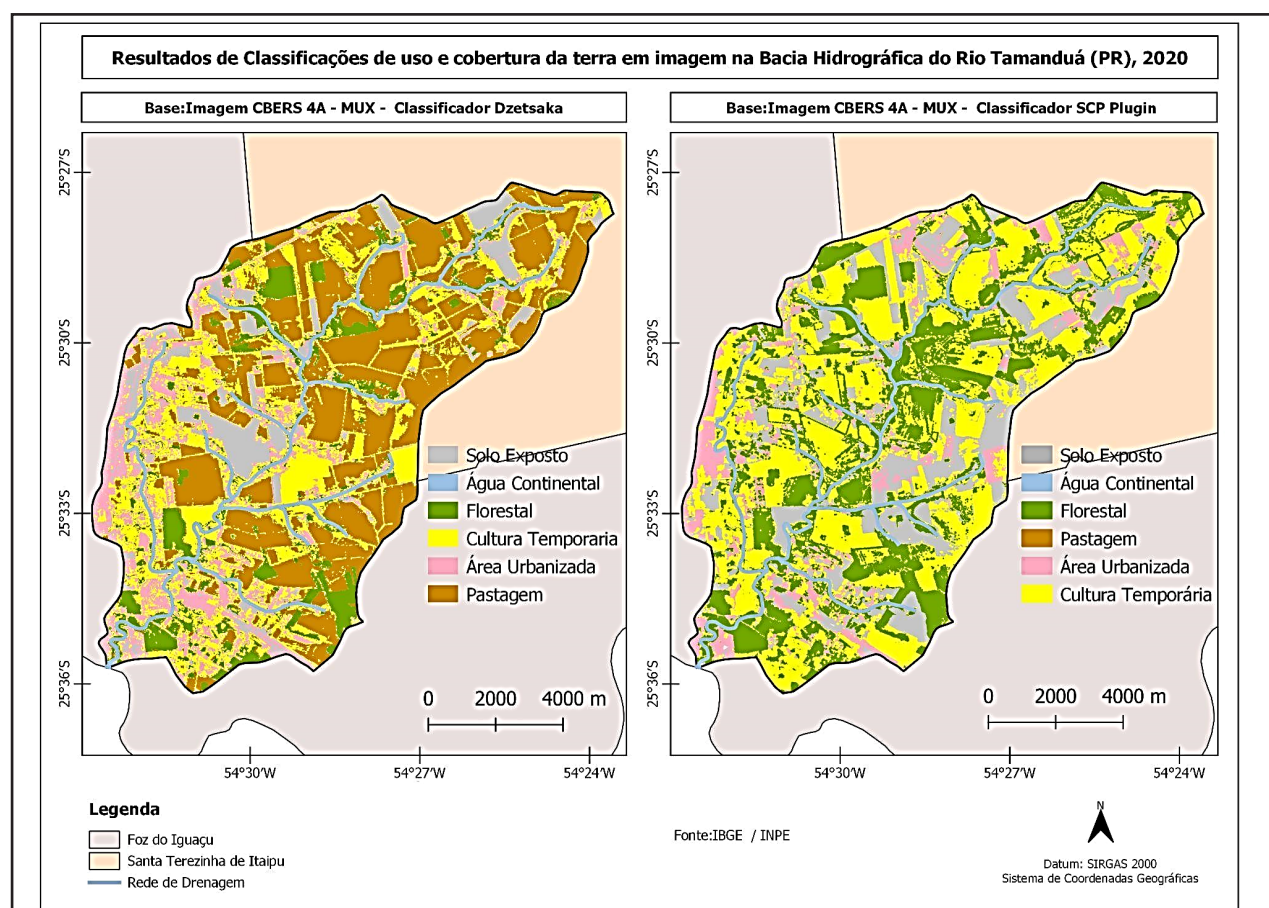 Resultados de Classificações de uso e cobertura da terra em imagem na Bacia Hidrográfica do Rio Tamanduá (PR), 2020
Base:Imagem CBERS 4A - MUX - Classificador Dzetsaka
Base:Imagem CBERS 4A - MUX - Classificador SCP Plugin
25°27'S
25°30'S
25°33'S
25°36'S
Solo Exposto
Água Continental
Florestal
Cultura Temporaria
Área Urbanizada
Pastagem
0 2000 4000 m
54°30'W 54°27'W 54°24'W
25°27'S
25°30'S
25°33'S
25°36'S
Solo Exposto
Água Continental
Florestal
Pastagem
Área Urbanizada
Cultura Temporária
0 2000 4000 m
54°30'W 54°27'W 54°24'W
Legenda
Foz do Iguaçu
Santa Terezinha de Itaipu
Rede de Drenagem
Fonte:IBGE / INPE
N
Datum: SIRGAS 2000
Sistema de Coordenadas Geográficas